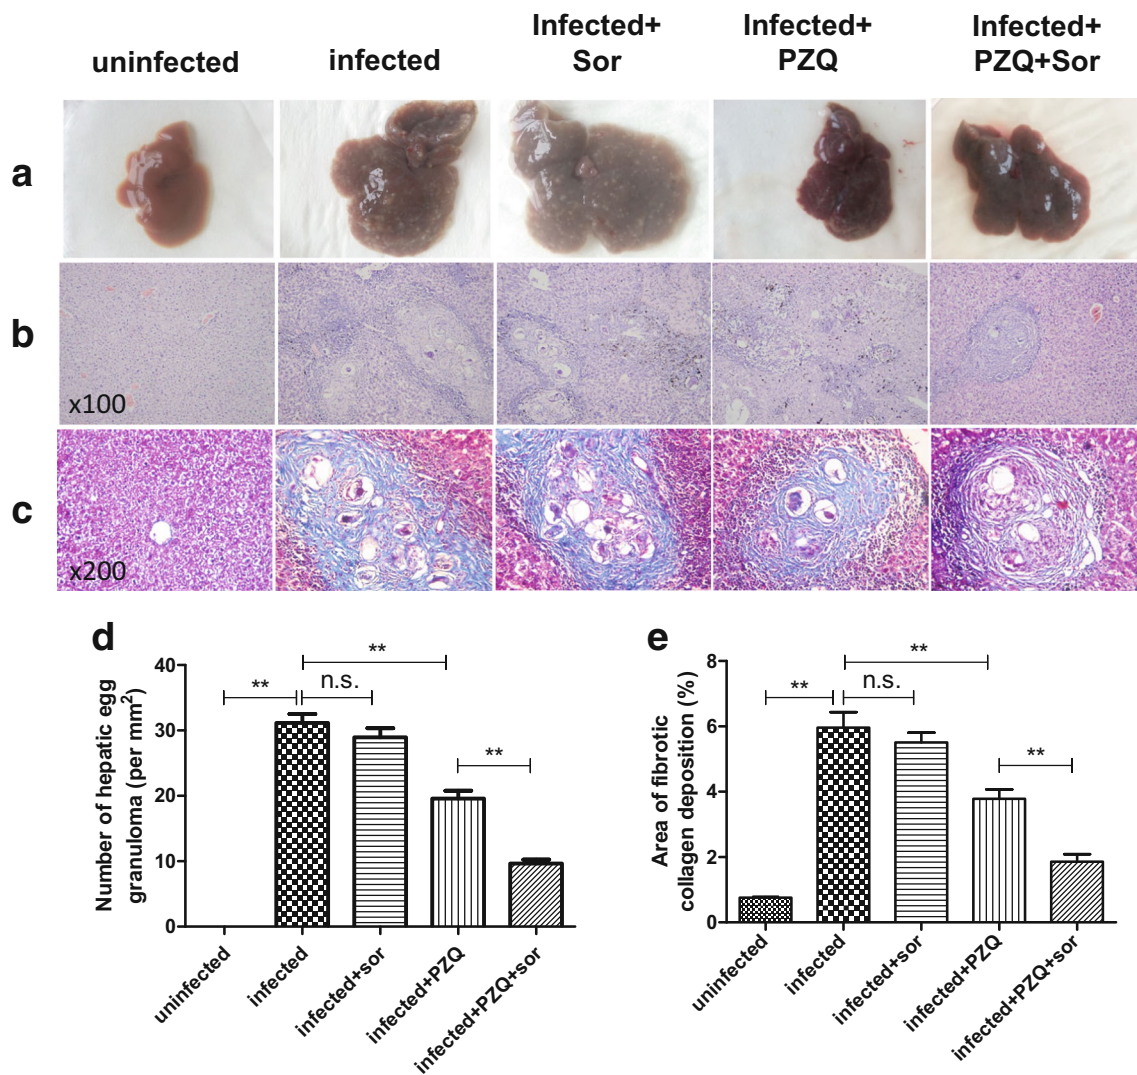 uninfected
infected
Infected+
Sor
Infected+
PZQ
Infected+
PZQ+Sor
a
b
x100
c
x200
d
Number of hepatic egg
granuloma (per mm²)
40
30
20
10
0
**
**
n.s.
**
uninfected
infected
infected+sor
infected+PZQ
infected+PZQ+sor
e
Area of fibrotic
collagen deposition (%)
8
6
4
2
0
**
**
n.s.
**
uninfected
infected
infected+sor
infected+PZQ
infected+PZQ+sor